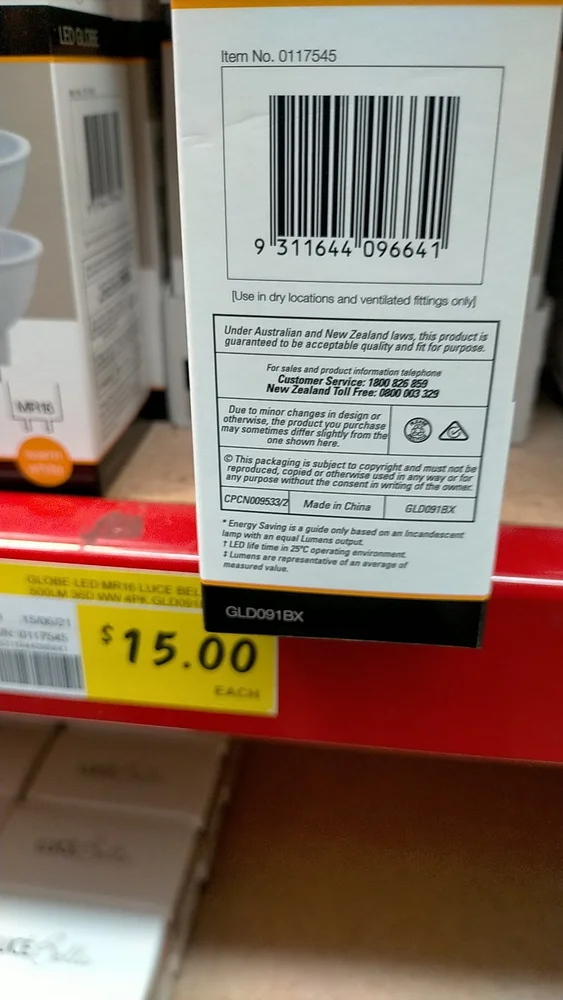 LED GLOBE
Item No. 0117545
9 311644 096641
[Use in dry locations and ventilated fittings only]
Under Australian and New Zealand laws, this product is
guaranteed to be acceptable quality and fit for purpose.
For sales and product information telephone
Customer Service: 1800 826 859
New Zealand Toll Free: 0800 003 329
Due to minor changes in design or
otherwise, the product you purchase
may sometimes differ slightly from the
one shown here.
© This packaging is subject to copyright and must not be
reproduced, copied or otherwise used in any way or for
any purpose without the consent in writing of the owner.
CPCN009533/2 Made in China GLD091BX
* Energy Saving is a guide only based on an Incandescent
lamp with an equal Lumens output.
† LED life time in 25°C operating environment.
‡ Lumens are representative of an average of
measured value.
GLD091BX
MR16
warm
white
GLOBE LED MR16 LUCE BEL
500LM 36D WW 4PK GLD091
15/06/21
0117545
$15.00
EACH